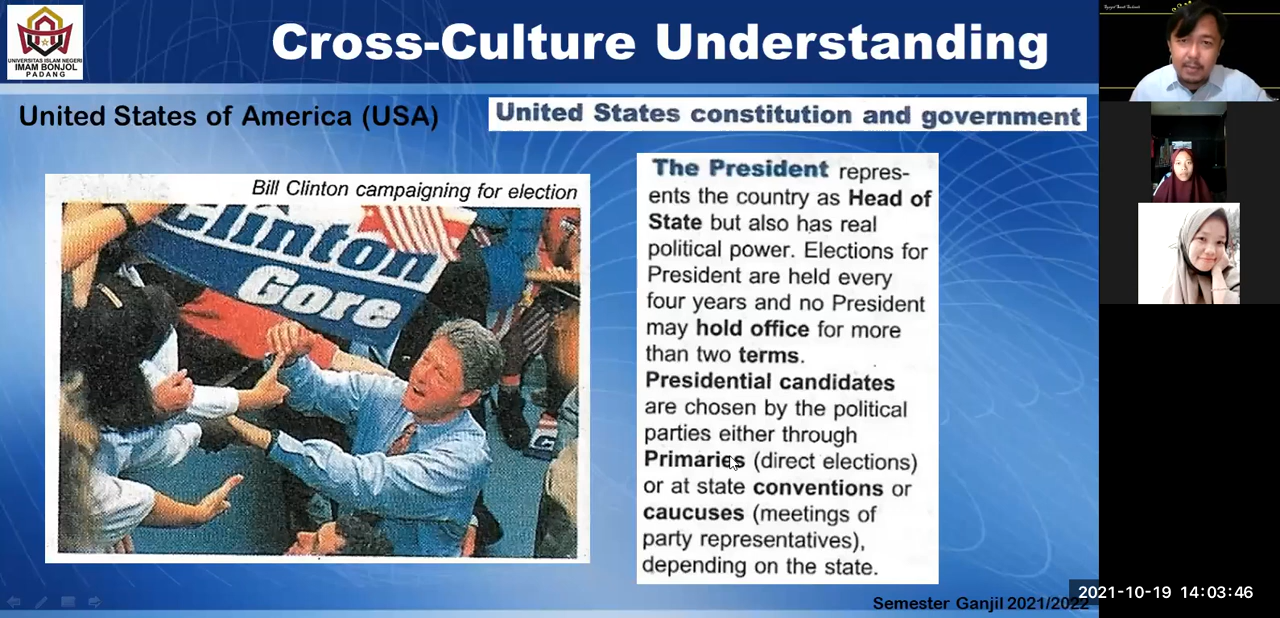 UNIVERSITAS ISLAM NEGERI
IMAM BONJOL
PADANG
Cross-Culture Understanding
United States of America (USA)
United States constitution and government
Bill Clinton campaigning for election
Clinton
Gore
The President repres-
ents the country as Head of
State but also has real
political power. Elections for
President are held every
four years and no President
may hold office for more
than two terms.
Presidential candidates
are chosen by the political
parties either through
Primaries (direct elections)
or at state conventions or
caucuses (meetings of
party representatives),
depending on the state.
Semester Ganjil 2021/2022
2021-10-19 14:03:46